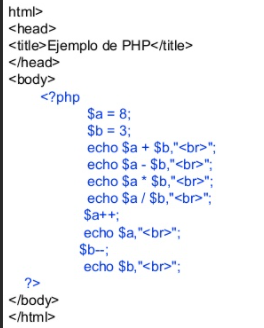 html>
<head>
<title>Ejemplo de PHP</title>
</head>
<body>
<?php
$a = 8;
$b = 3;
echo $a + $b,"<br>";
echo $a - $b,"<br>";
echo $a * $b,"<br>";
echo $a / $b,"<br>";
$a++;
echo $a,"<br>";
$b--;
echo $b,"<br>";
?>
</body>
</html>